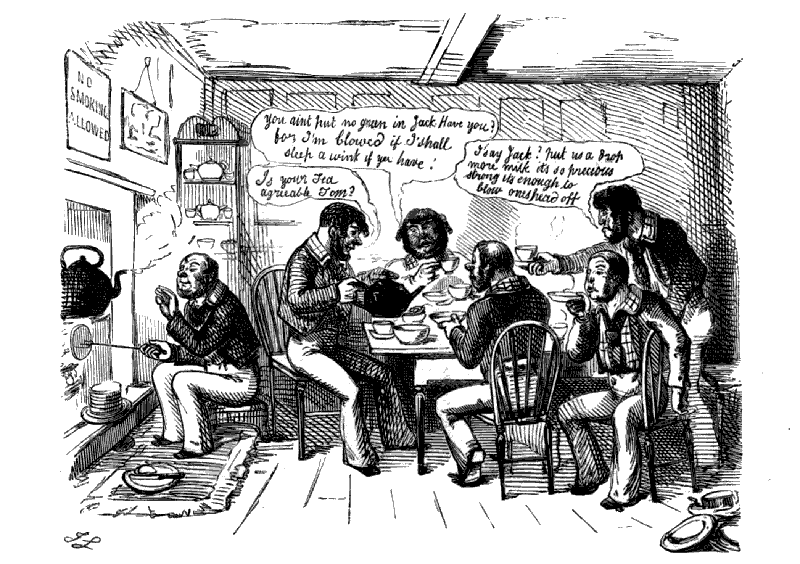 NO
SMOKING
ALLOWED
You aint put no green in Jack Have you?
for I'm blowed if I shall
sleep a wink if yer have!
Is your Tea
agreable Tom?
I say Jack? put us a drop
more milk its so precious
strong its enough to
blow ones head off
JL